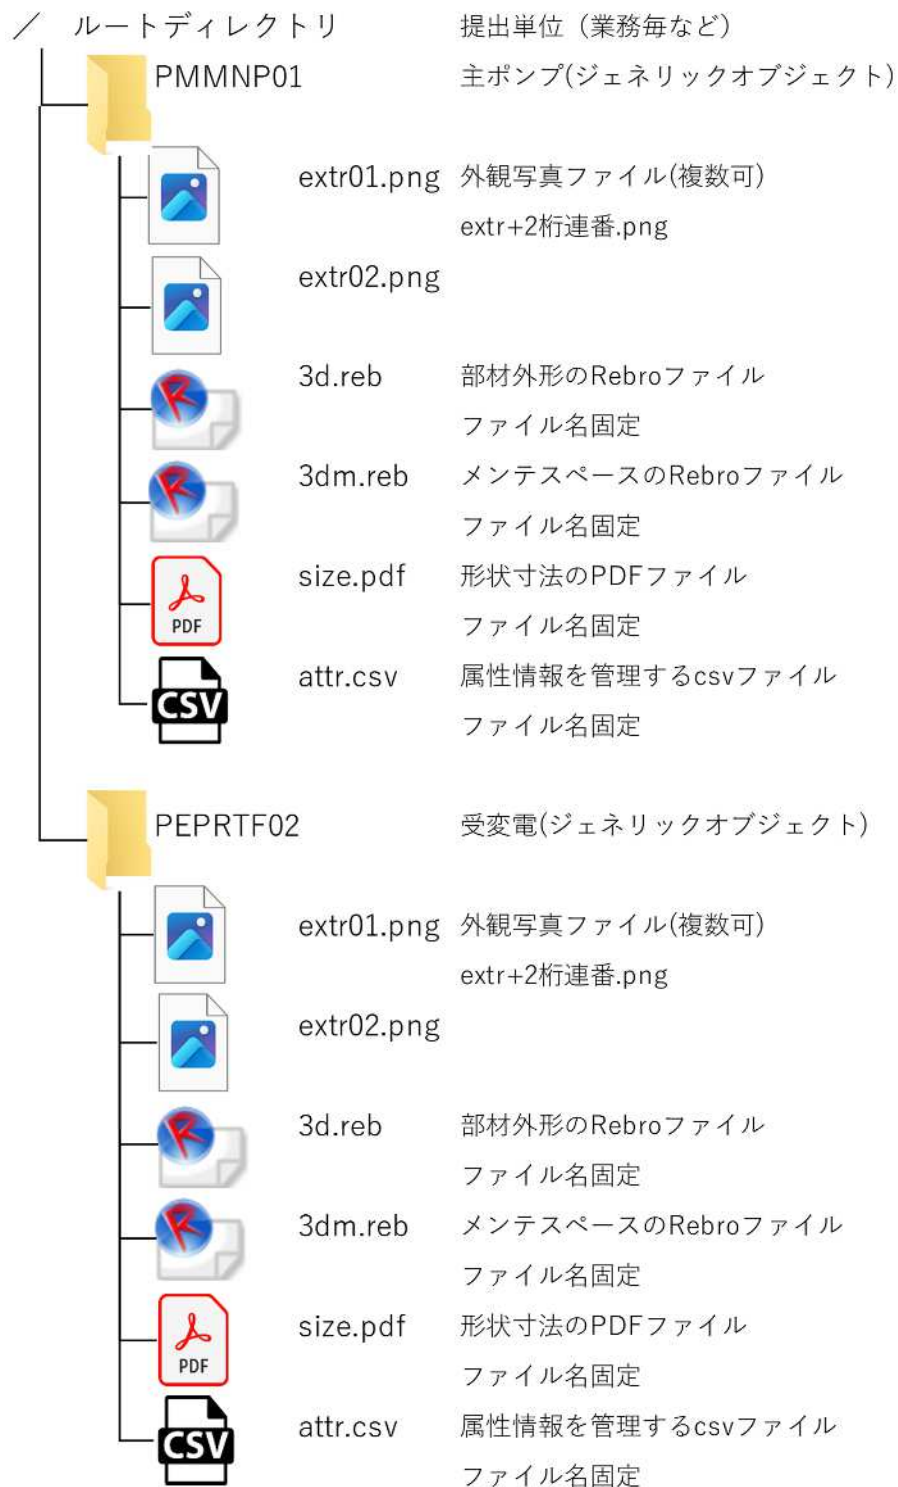 ／ ルートディレクトリ 提出単位（業務毎など）
PMMNP01 主ポンプ(ジェネリックオブジェクト)
extr01.png 外観写真ファイル(複数可)
extr+2桁連番.png
extr02.png
3d.reb 部材外形のRebroファイル
ファイル名固定
3dm.reb メンテスペースのRebroファイル
ファイル名固定
size.pdf 形状寸法のPDFファイル
PDF
ファイル名固定
attr.csv 属性情報を管理するcsvファイル
CSV
ファイル名固定
PEPRTF02 受変電(ジェネリックオブジェクト)
extr01.png 外観写真ファイル(複数可)
extr+2桁連番.png
extr02.png
3d.reb 部材外形のRebroファイル
ファイル名固定
3dm.reb メンテスペースのRebroファイル
ファイル名固定
size.pdf 形状寸法のPDFファイル
PDF
ファイル名固定
attr.csv 属性情報を管理するcsvファイル
CSV
ファイル名固定